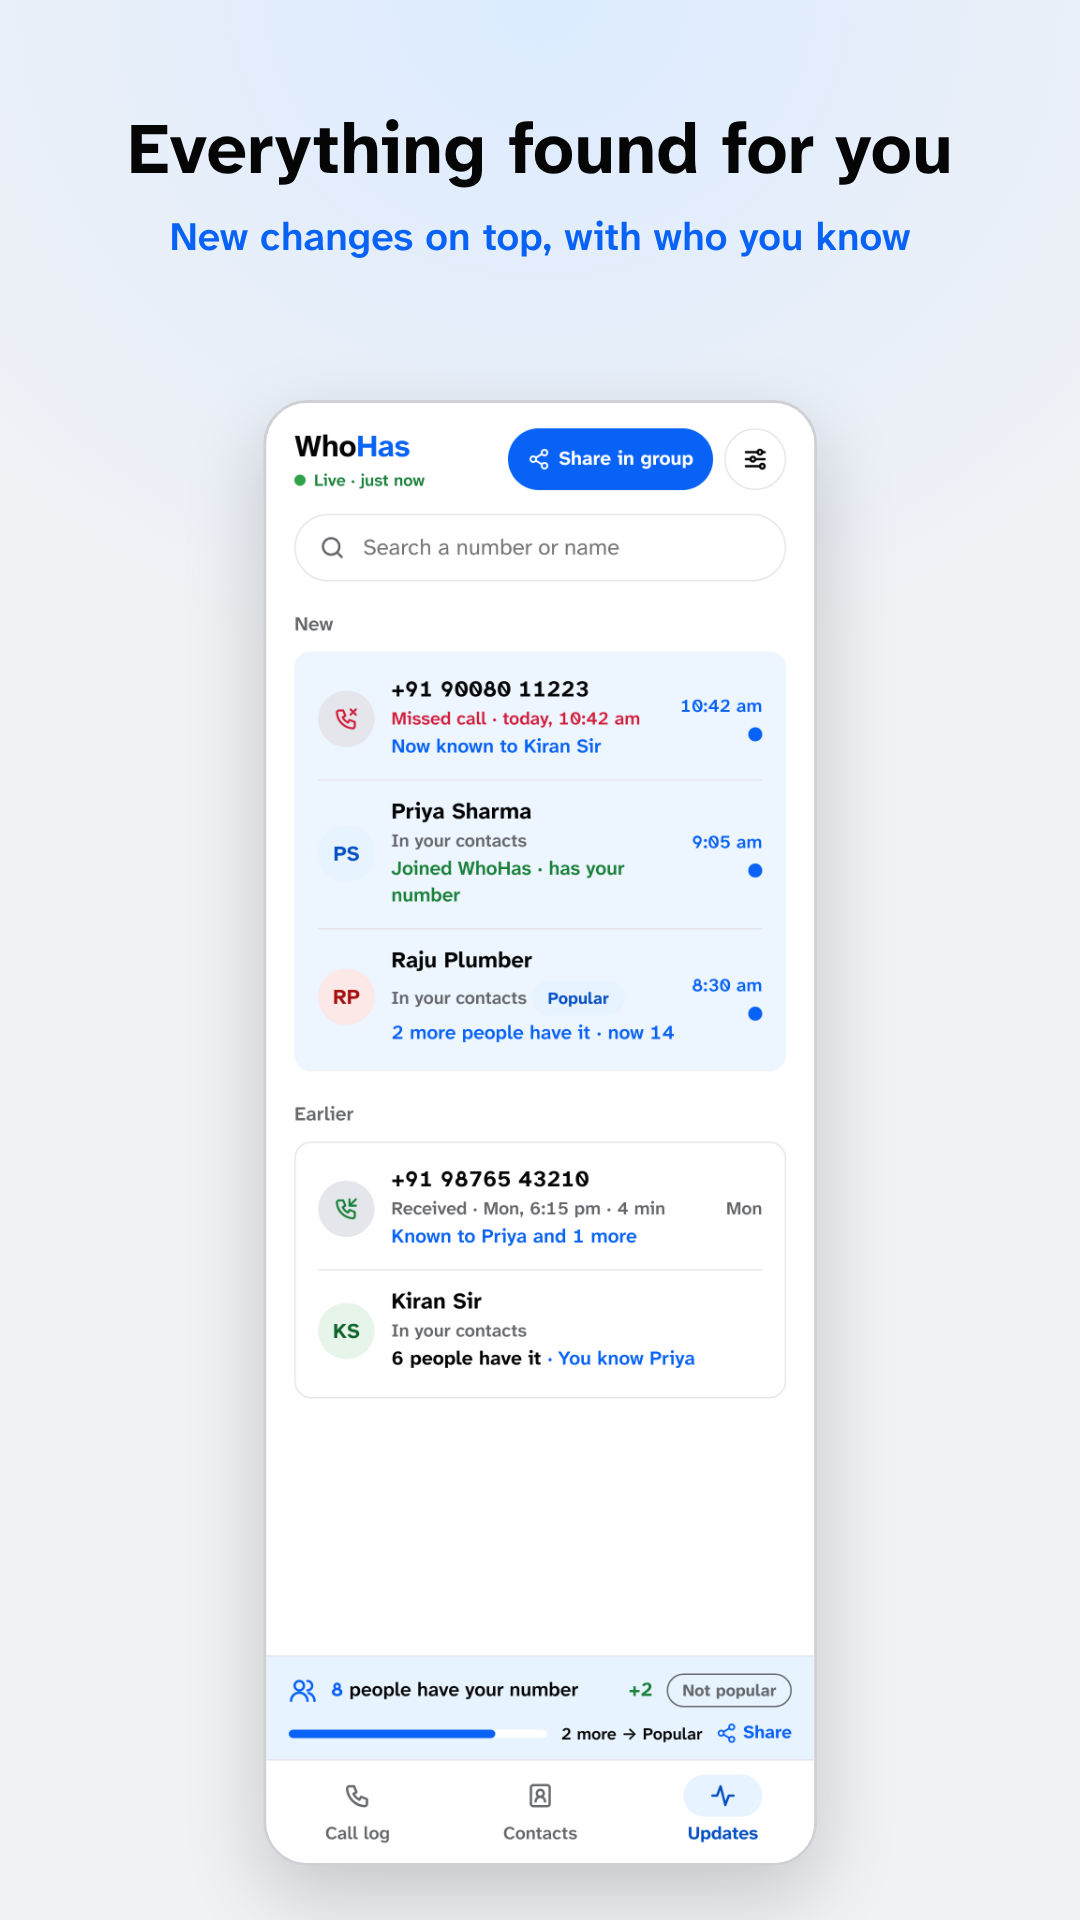 Everything found for you
New changes on top, with who you know
WhoHas
Live · just now
Share in group
Search a number or name
New
+91 90080 11223
Missed call · today, 10:42 am
Now known to Kiran Sir
10:42 am
PS
Priya Sharma
In your contacts
Joined WhoHas · has your
number
9:05 am
RP
Raju Plumber
In your contacts Popular
2 more people have it · now 14
8:30 am
Earlier
+91 98765 43210
Received · Mon, 6:15 pm · 4 min
Known to Priya and 1 more
Mon
KS
Kiran Sir
In your contacts
6 people have it · You know Priya
8 people have your number +2 Not popular
2 more → Popular Share
Call log Contacts Updates